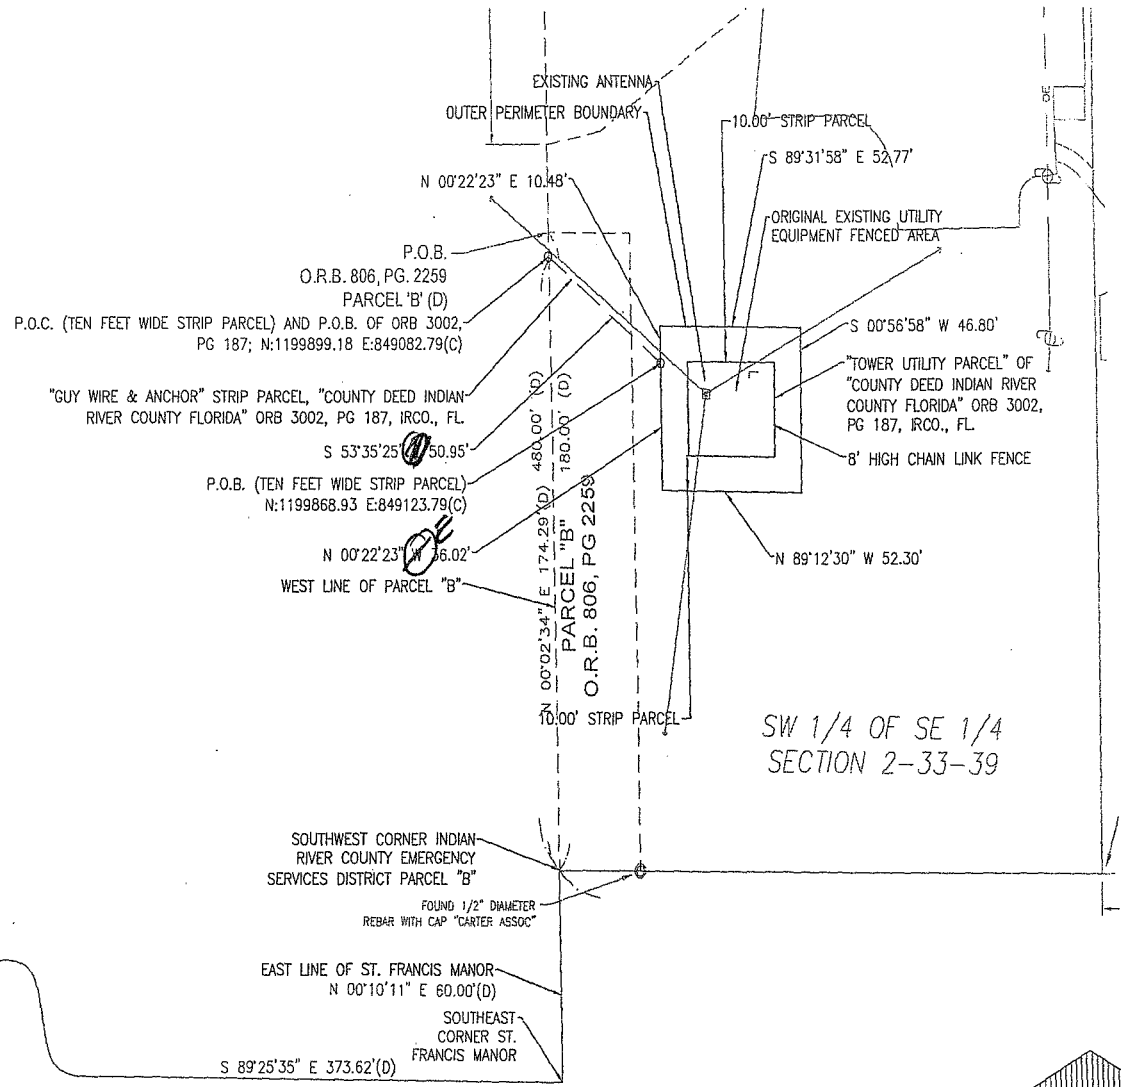 EXISTING ANTENNA
OUTER PERIMETER BOUNDARY
10.00' STRIP PARCEL
S 89°31'58" E 52.77'
N 00°22'23" E 10.48'
ORIGINAL EXISTING UTILITY
EQUIPMENT FENCED AREA
P.O.B.
O.R.B. 806, PG. 2259
PARCEL 'B' (D)
P.O.C. (TEN FEET WIDE STRIP PARCEL) AND P.O.B. OF ORB 3002,
PG 187; N:1199899.18 E:849082.79(C)
S 00°56'58" W 46.80'
"TOWER UTILITY PARCEL" OF
"COUNTY DEED INDIAN RIVER
COUNTY FLORIDA" ORB 3002,
PG 187, IRCO., FL.
"GUY WIRE & ANCHOR" STRIP PARCEL, "COUNTY DEED INDIAN
RIVER COUNTY FLORIDA" ORB 3002, PG 187, IRCO., FL.
S 53°35'25" 50.95'
8' HIGH CHAIN LINK FENCE
P.O.B. (TEN FEET WIDE STRIP PARCEL)
N:1199868.93 E:849123.79(C)
E
N 00°22'23" W 36.02'
N 89°12'30" W 52.30'
WEST LINE OF PARCEL "B"
N 00°02'34" E 174.29'(D) 480.00' (D)
180.00' (D)
PARCEL "B"
O.R.B. 806, PG 2259
10.00' STRIP PARCEL
SW 1/4 OF SE 1/4
SECTION 2-33-39
SOUTHWEST CORNER INDIAN
RIVER COUNTY EMERGENCY
SERVICES DISTRICT PARCEL "B"
FOUND 1/2" DIAMETER
REBAR WITH CAP "CARTER ASSOC"
EAST LINE OF ST. FRANCIS MANOR
N 00°10'11" E 60.00'(D)
SOUTHEAST
CORNER ST.
FRANCIS MANOR
S 89°25'35" E 373.62'(D)